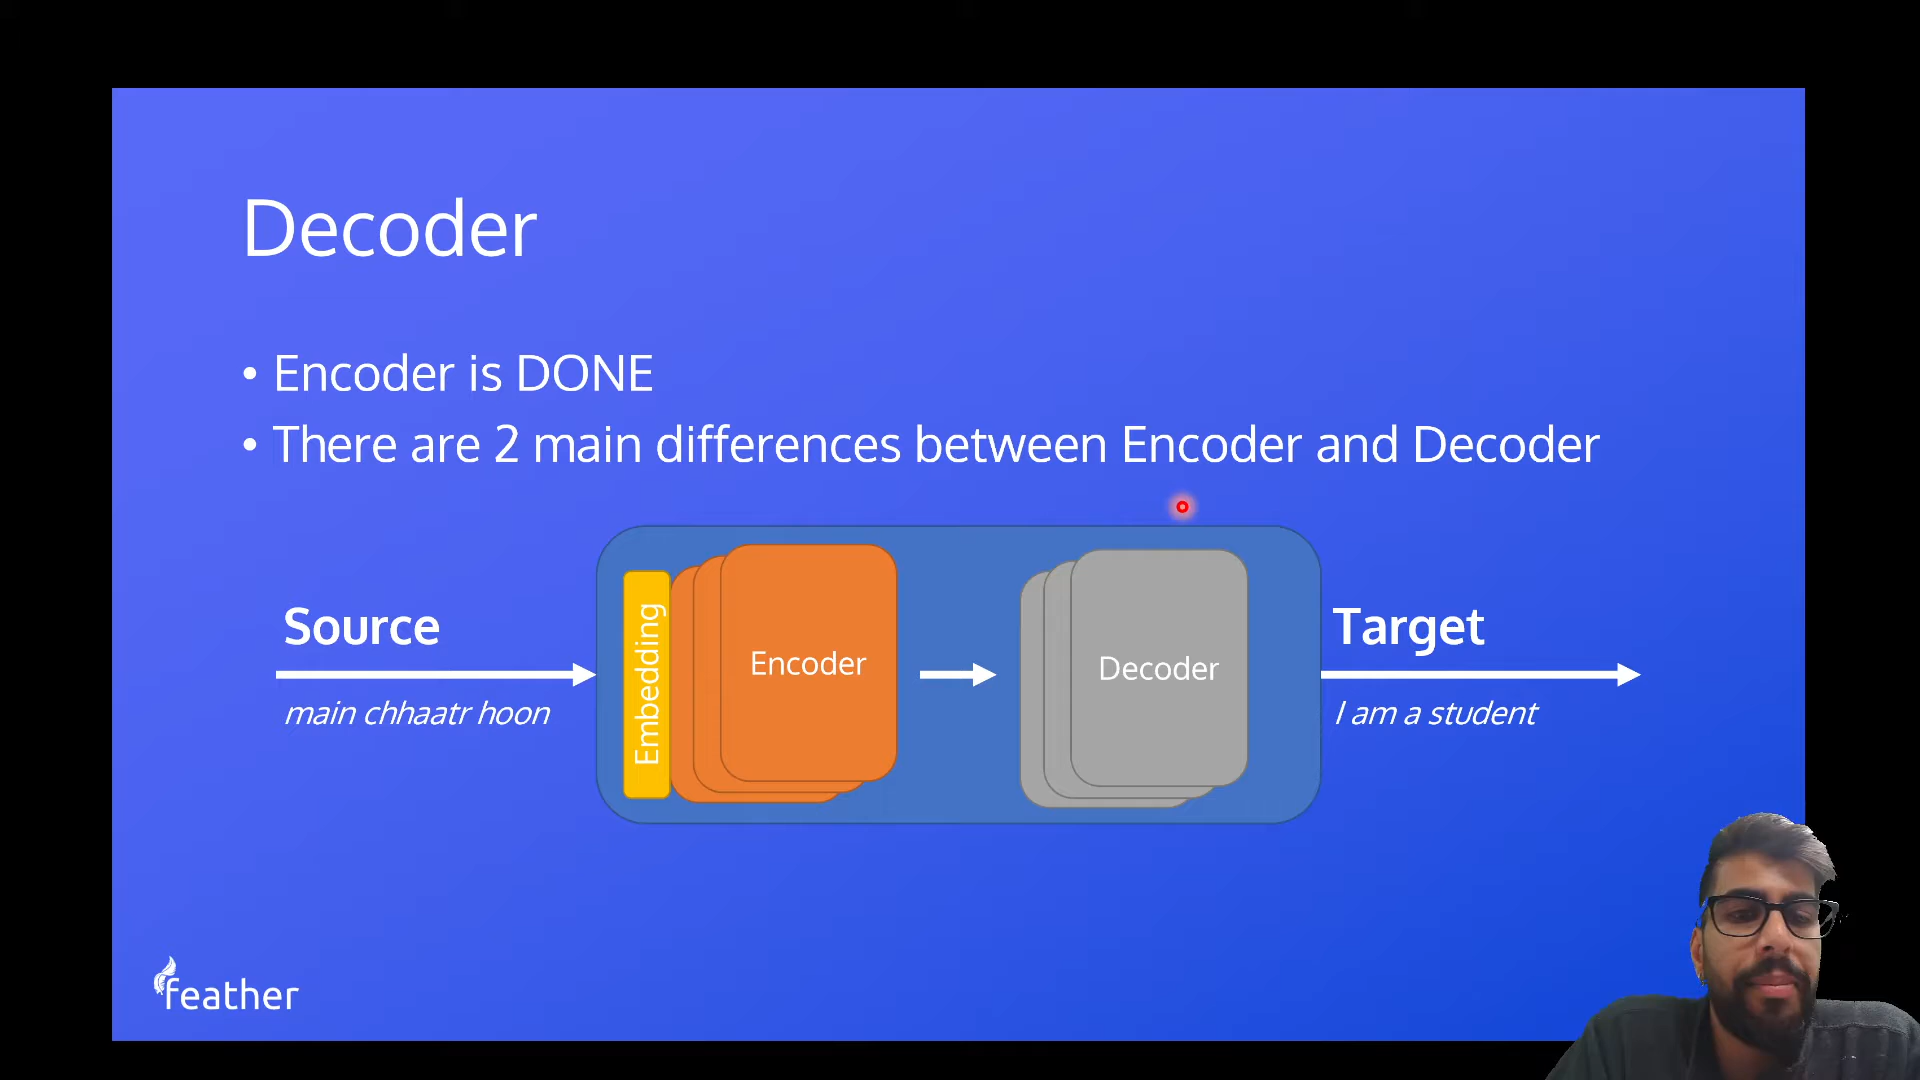 Decoder
• Encoder is DONE
• There are 2 main differences between Encoder and Decoder
Source
main chhaatr hoon
Embedding
Encoder
Decoder
Target
I am a student
feather